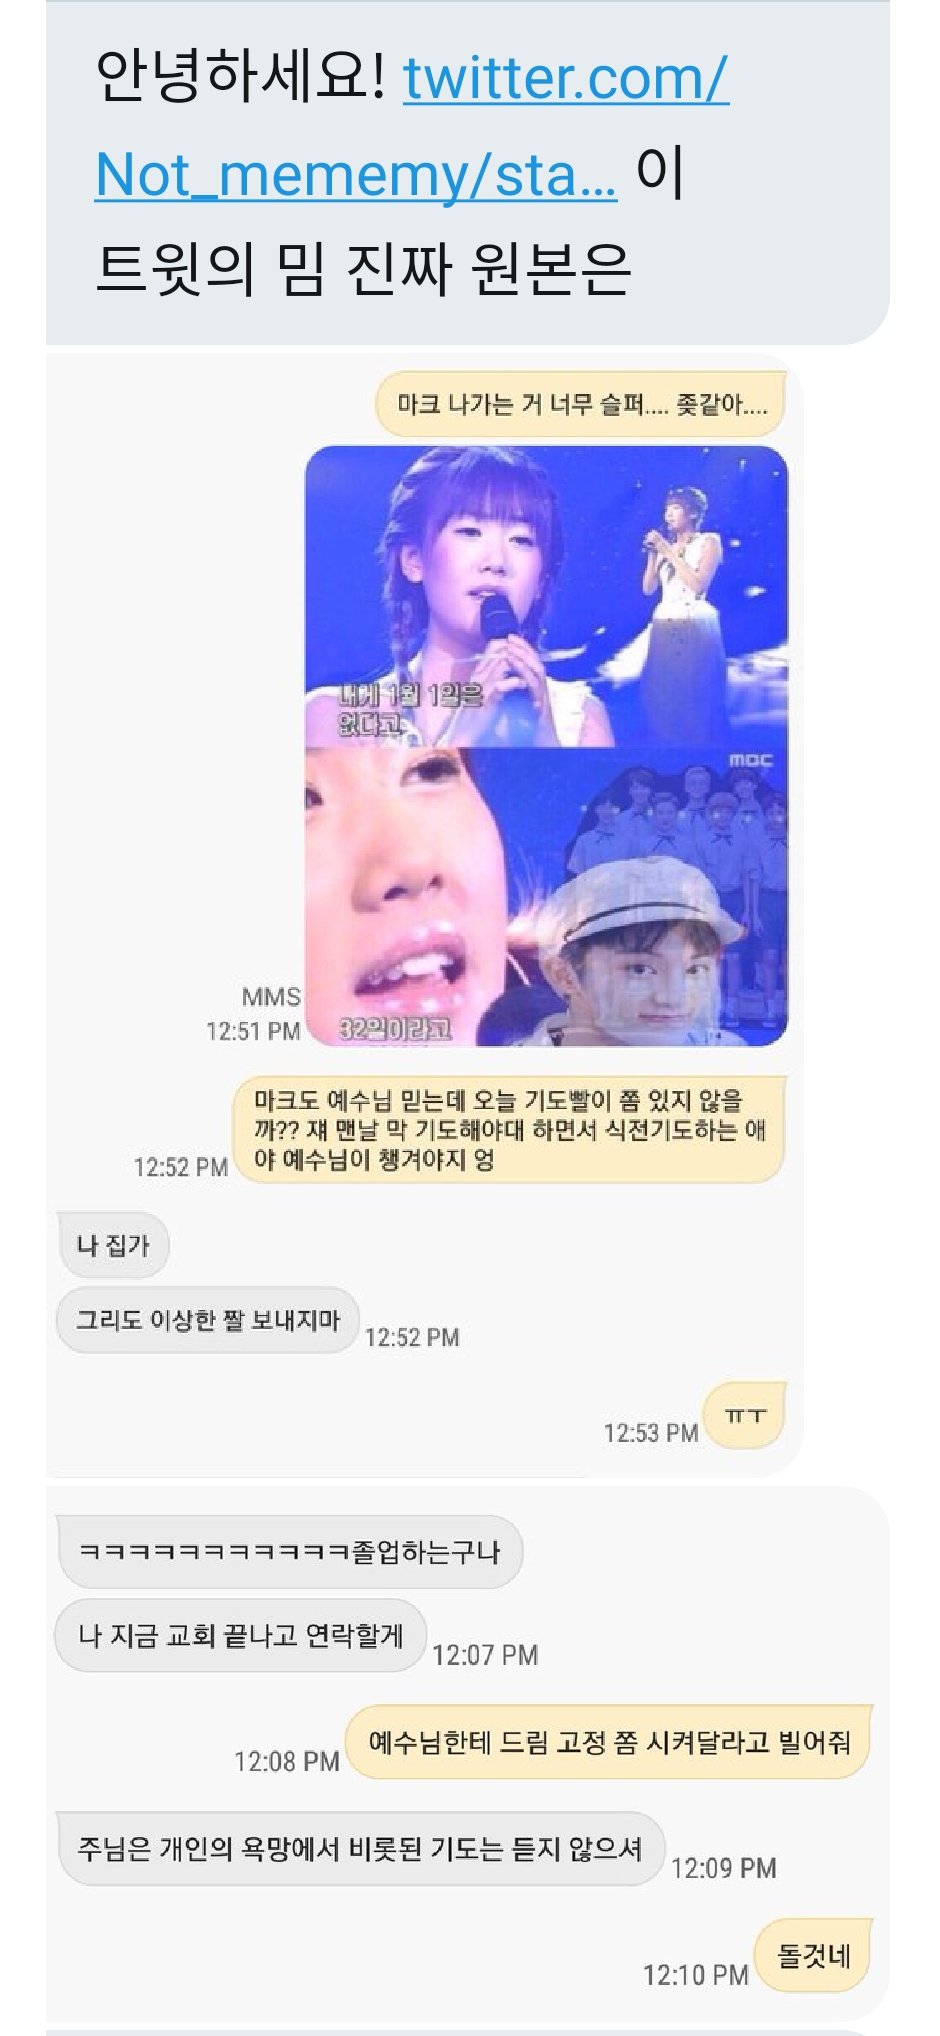 안녕하세요! twitter.com/
Not_mememy/sta... 이
트윗의 밈 진짜 원본은
마크 나가는 거 너무 슬퍼.... 좆같아....
내게 1월 1일은
없다고
MBC
32일이라고
MMS
12:51 PM
마크도 예수님 믿는데 오늘 기도빨이 쫌 있지 않을
까?? 쟤 맨날 막 기도해야대 하면서 식전기도하는 애
야 예수님이 챙겨야지 엉
12:52 PM
나 집가
그리도 이상한 짤 보내지마
12:52 PM
ㅠㅜ
12:53 PM
ㅋㅋㅋㅋㅋㅋㅋㅋㅋㅋㅋ졸업하는구나
나 지금 교회 끝나고 연락할게
12:07 PM
예수님한테 드림 고정 쫌 시켜달라고 빌어줘
12:08 PM
주님은 개인의 욕망에서 비롯된 기도는 듣지 않으셔
12:09 PM
돌것네
12:10 PM